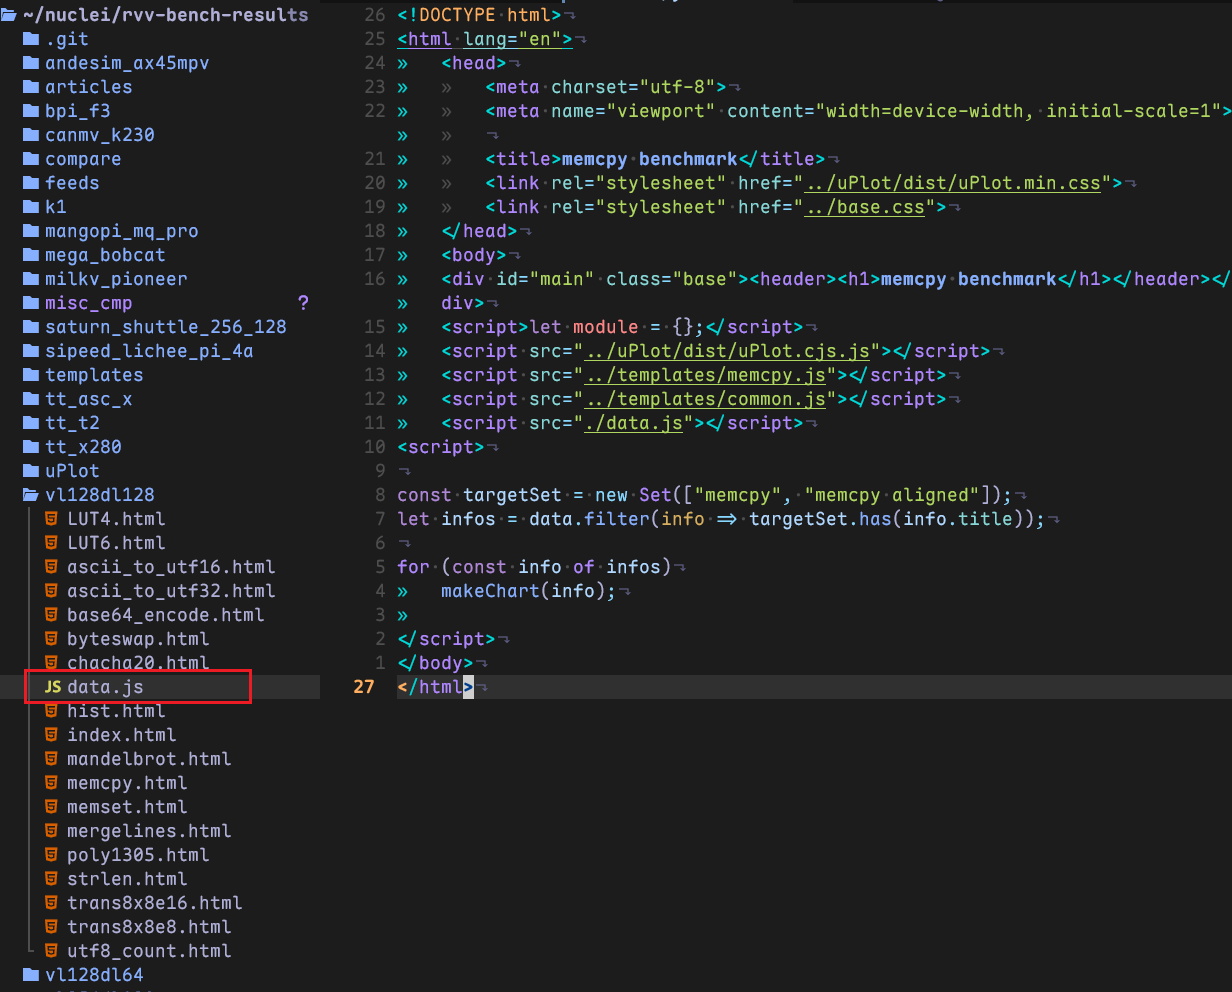 ~/nuclei/rvv-bench-results
.git
andesim_ax45mpv
articles
bpi_f3
canmv_k230
compare
feeds
k1
mangopi_mq_pro
mega_bobcat
milkv_pioneer
misc_cmp ?
saturn_shuttle_256_128
sipeed_lichee_pi_4a
templates
tt_asc_x
tt_t2
tt_x280
uPlot
vl128dl128
LUT4.html
LUT6.html
ascii_to_utf16.html
ascii_to_utf32.html
base64_encode.html
byteswap.html
chacha20.html
JS data.js
hist.html
index.html
mandelbrot.html
memcpy.html
memset.html
mergelines.html
poly1305.html
strlen.html
trans8x8e16.html
trans8x8e8.html
utf8_count.html
vl128dl64
26 <!DOCTYPE html>
25 <html lang="en">
24 » <head>
23 » » <meta charset="utf-8">
22 » » <meta name="viewport" content="width=device-width, initial-scale=1">
» »
21 » » <title>memcpy benchmark</title>
20 » » <link rel="stylesheet" href="../uPlot/dist/uPlot.min.css">
19 » » <link rel="stylesheet" href="../base.css">
18 » </head>
17 » <body>
16 » <div id="main" class="base"><header><h1>memcpy benchmark</h1></header></
» div>
15 » <script>let module = {};</script>
14 » <script src="../uPlot/dist/uPlot.cjs.js"></script>
13 » <script src="../templates/memcpy.js"></script>
12 » <script src="../templates/common.js"></script>
11 » <script src="./data.js"></script>
10 <script>
9
8 const targetSet = new Set(["memcpy", "memcpy aligned"]);
7 let infos = data.filter(info => targetSet.has(info.title));
6
5 for (const info of infos)
4 » makeChart(info);
3 »
2 </script>
1 </body>
27 </html>